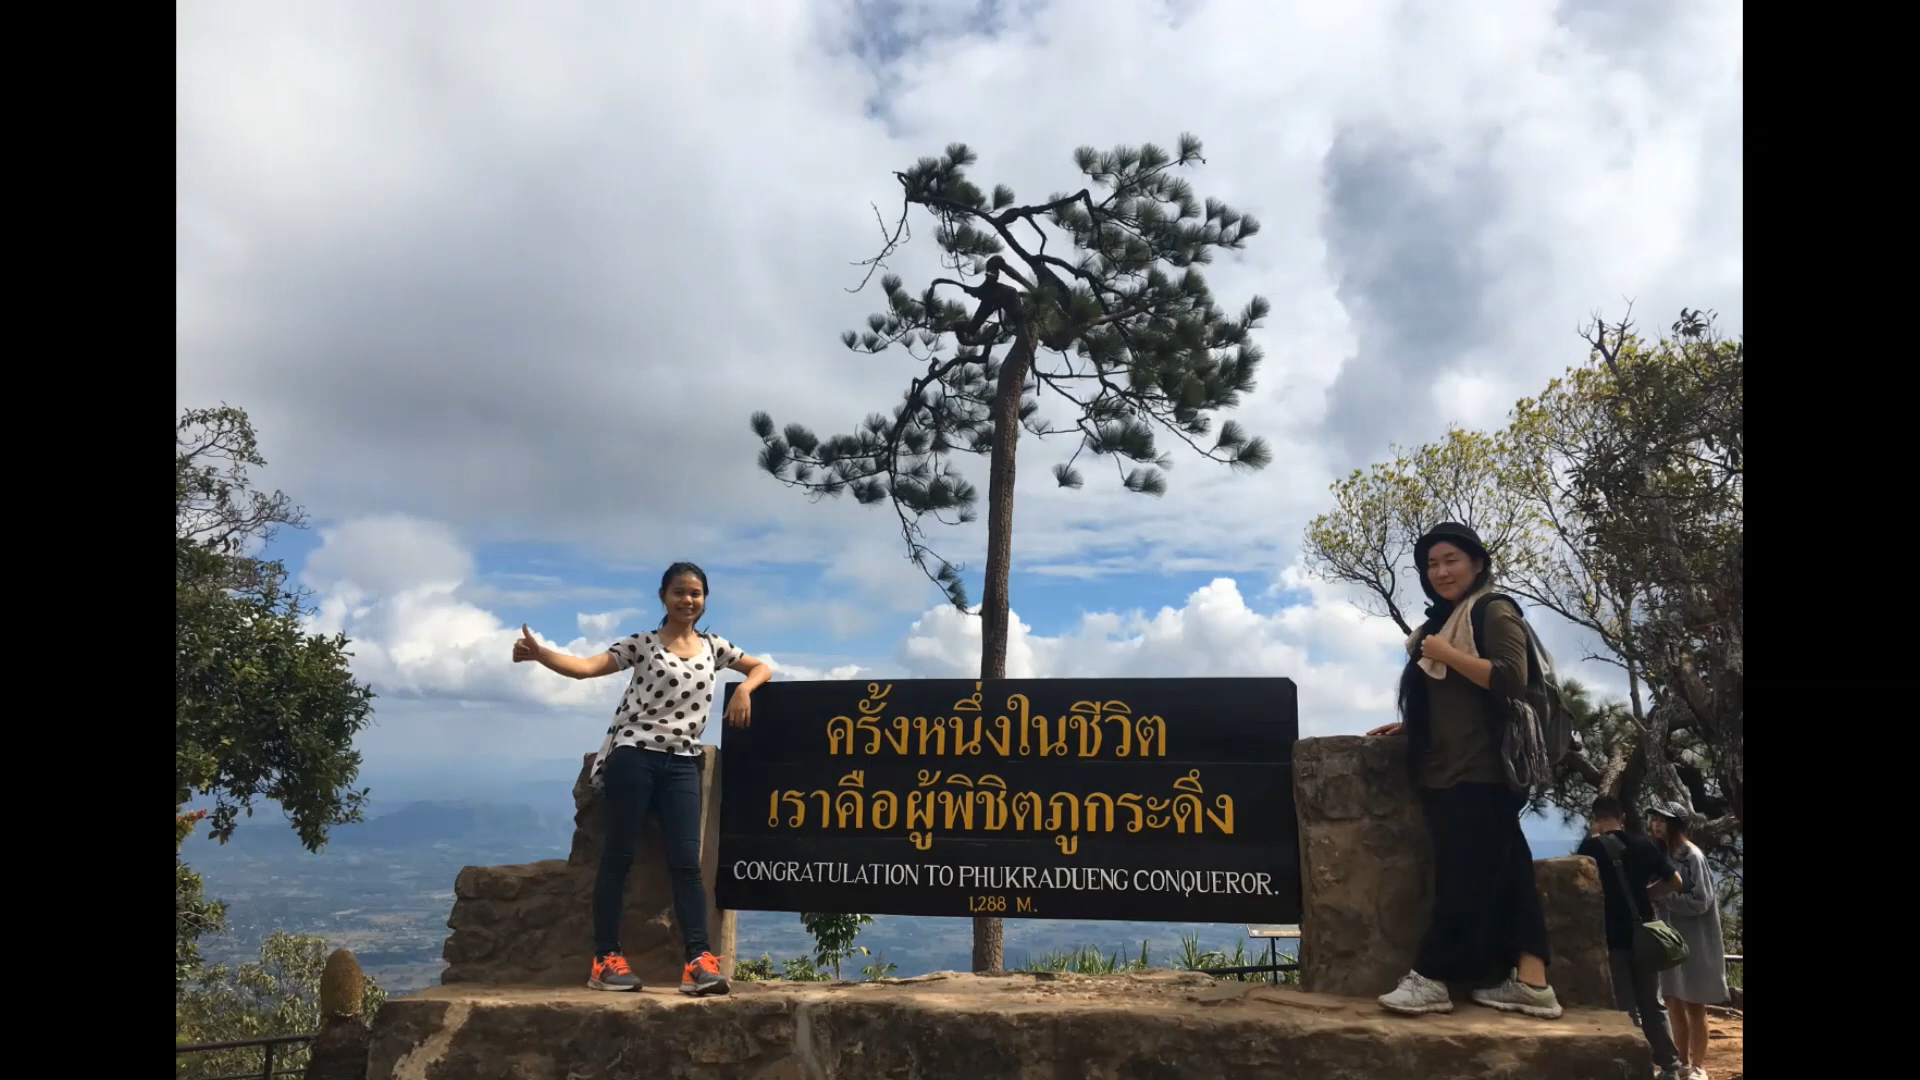 ครั้งหนึ่งในชีวิต
เราคือผู้พิชิตภูกระดึง
CONGRATULATION TO PHUKRADUENG CONQUEROR.
1,288 M.